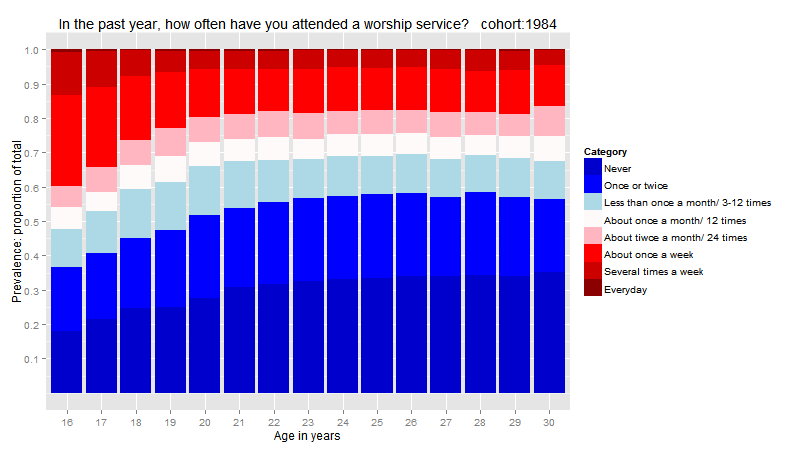 In the past year, how often have you attended a worship service?   cohort:1984
Prevalence: proportion of total
1.0
0.9
0.8
0.7
0.6
0.5
0.4
0.3
0.2
0.1
16 17 18 19 20 21 22 23 24 25 26 27 28 29 30
Age in years
Category
Never
Once or twice
Less than once a month/ 3-12 times
About once a month/ 12 times
About tiwce a month/ 24 times
About once a week
Several times a week
Everyday